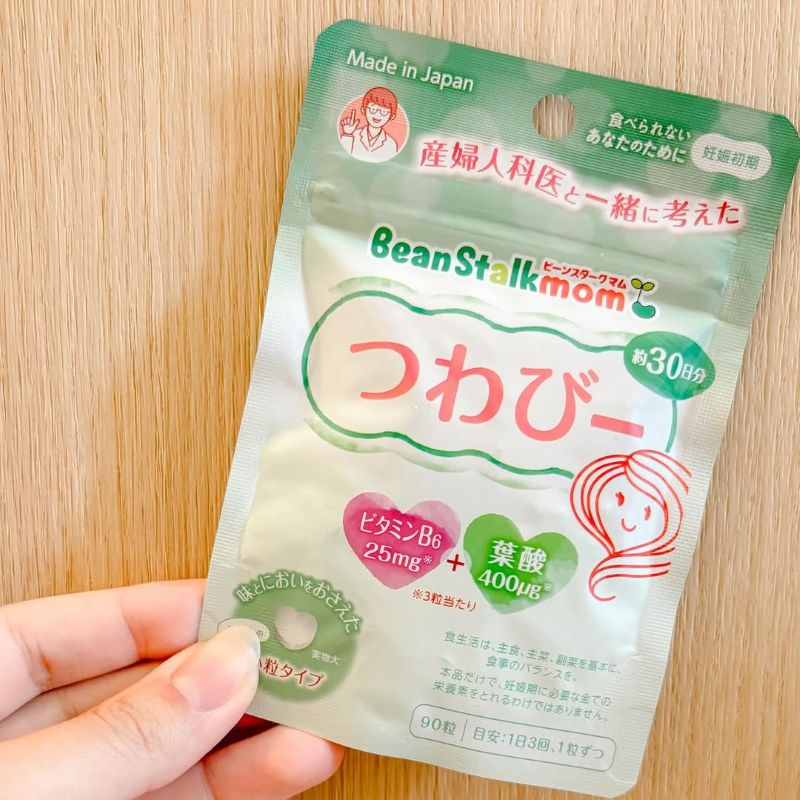 Made in Japan
食べられない
あなたのために
妊娠初期
産婦人科医と一緒に考えた
BeanStalkmom
ビーンスタークマム
つわびー
約30日分
ビタミンB6
25mg※
+
葉酸
400μg※
※3粒当たり
味とにおいをおさえた
実物大
小粒タイプ
食生活は、主食、主菜、副菜を基本に、
食事のバランスを。
本品だけで、妊娠期に必要な全ての
栄養素をとれるわけではありません。
90粒
目安:1日3回、1粒ずつ